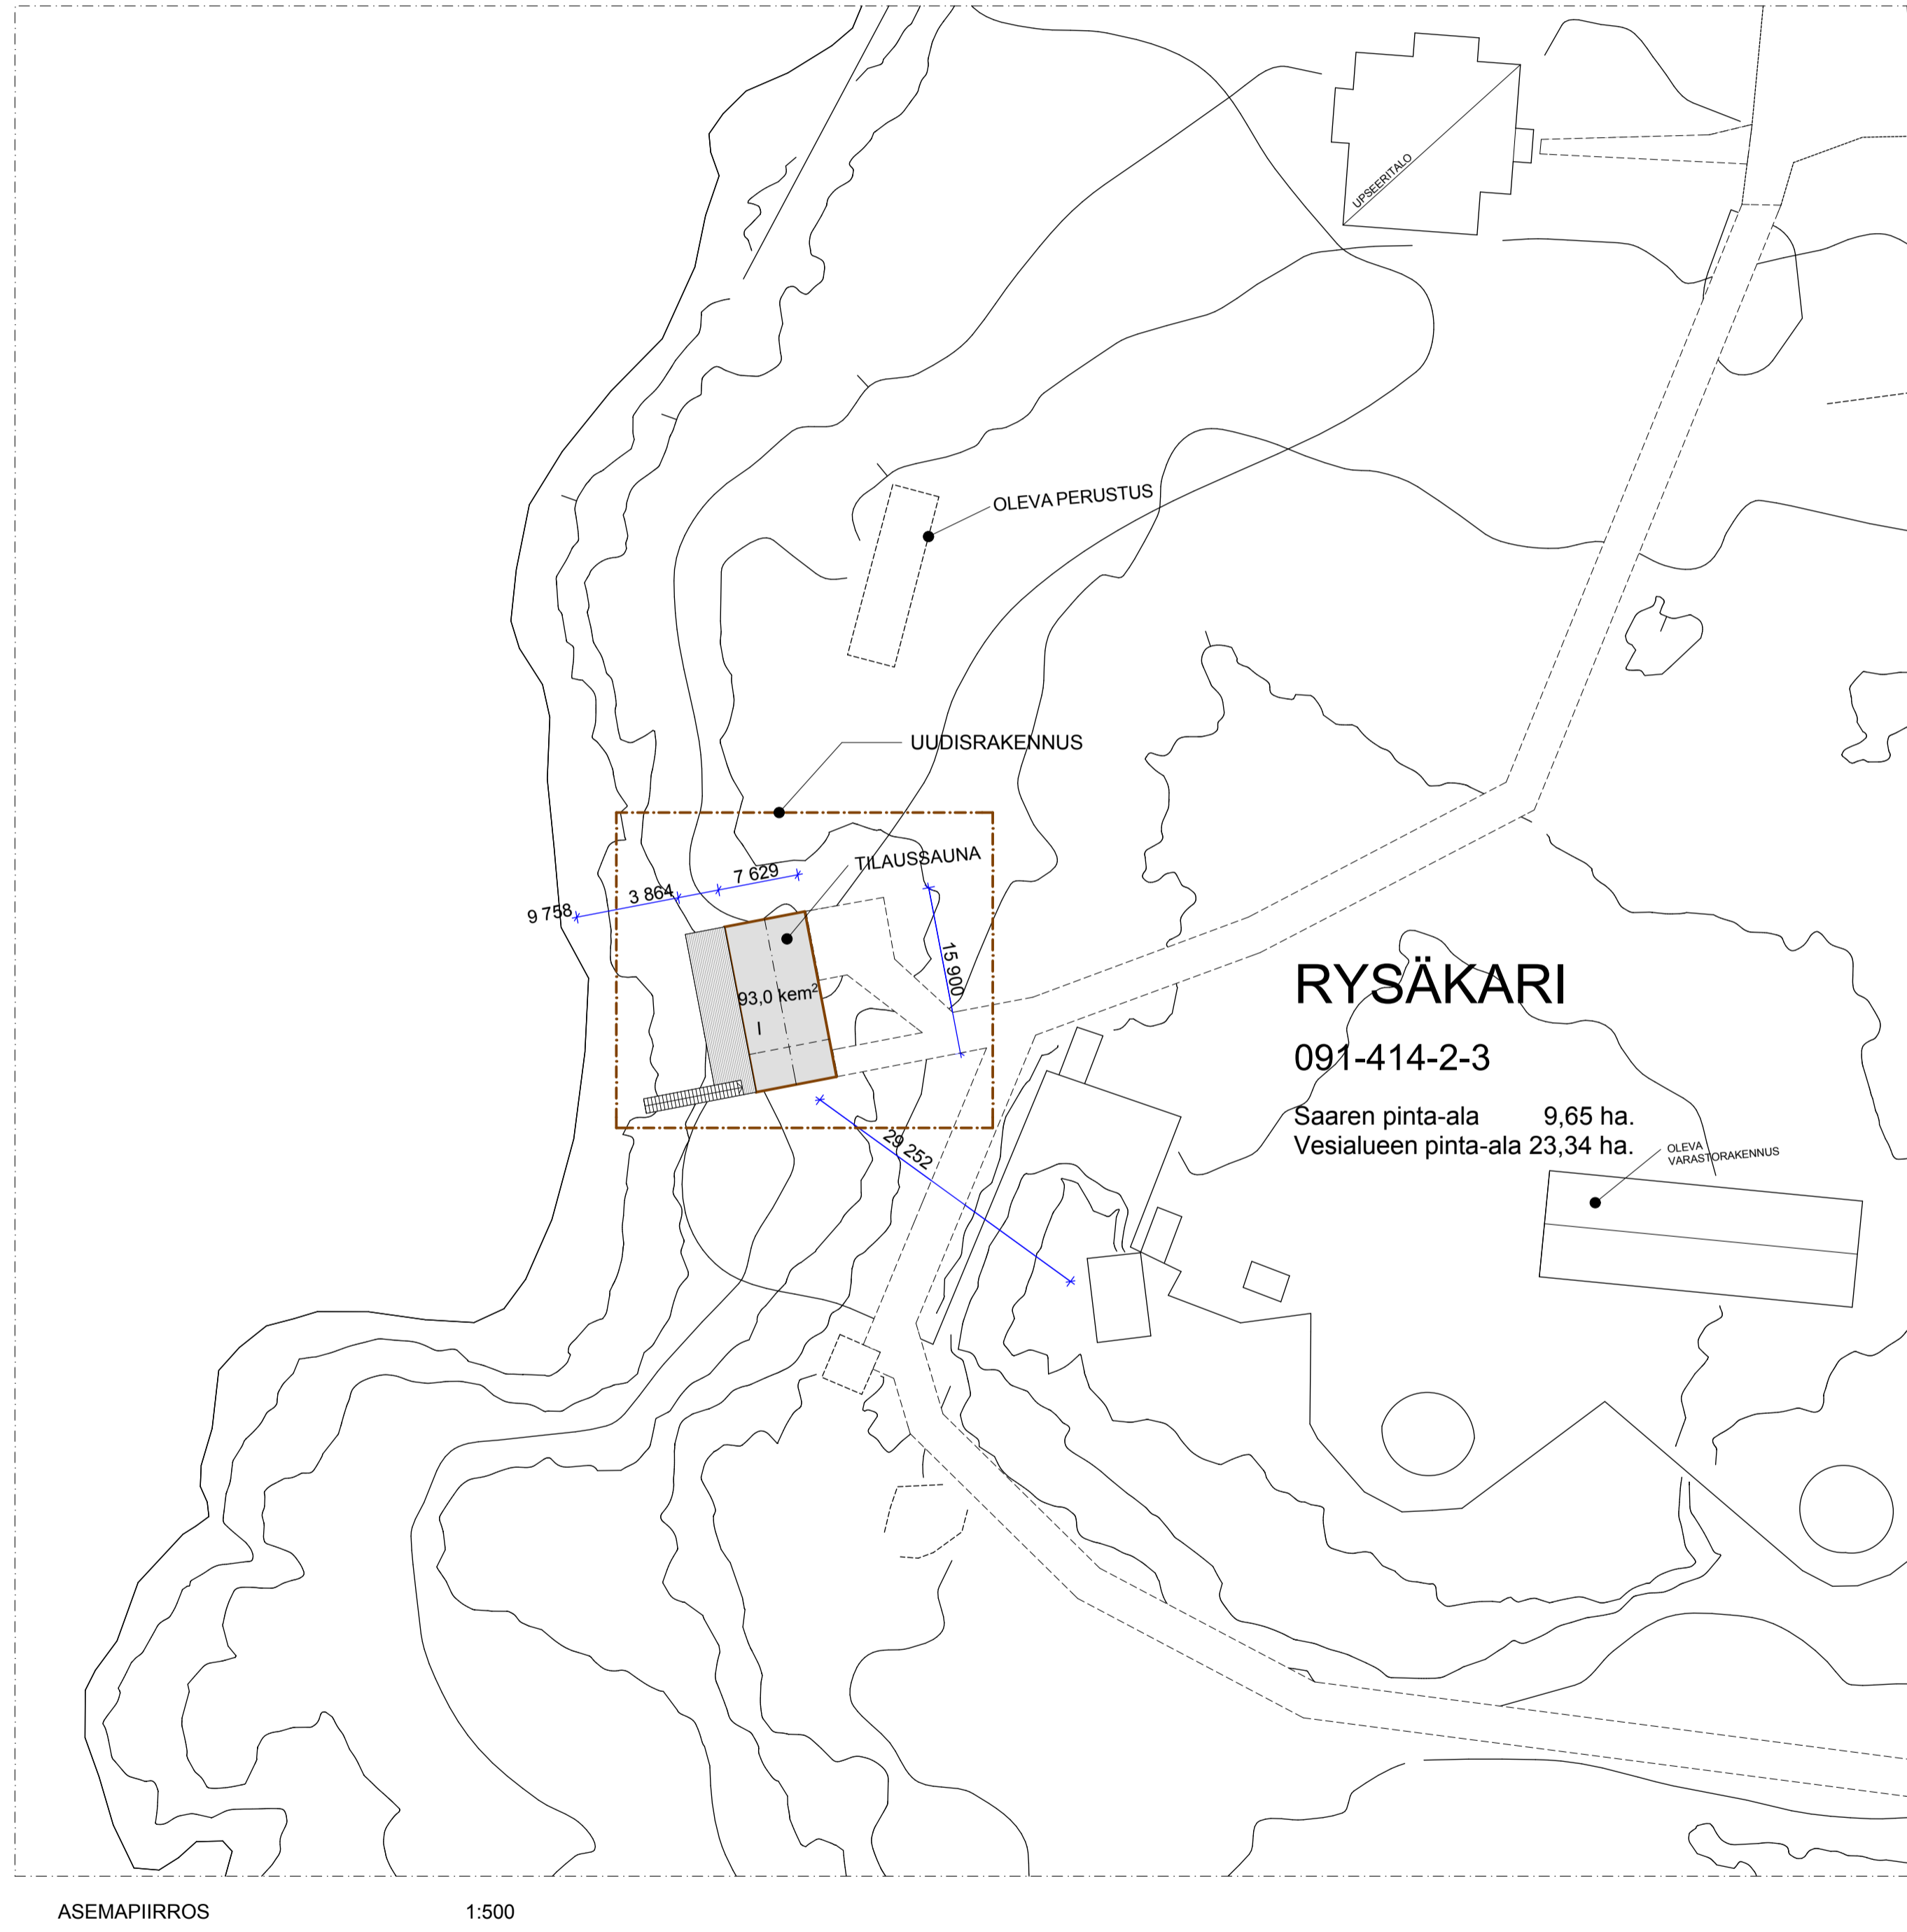 UPSEERITALO
OLEVA PERUSTUS
UUDISRAKENNUS
TILAUSSAUNA
7 629
3 864
9 758
15 900
93,0 kem²
I
29 252
RYSÄKARI
091-414-2-3
Saaren pinta-ala 9,65 ha.
Vesialueen pinta-ala 23,34 ha.
OLEVA
VARASTORAKENNUS
ASEMAPIIRROS 1:500